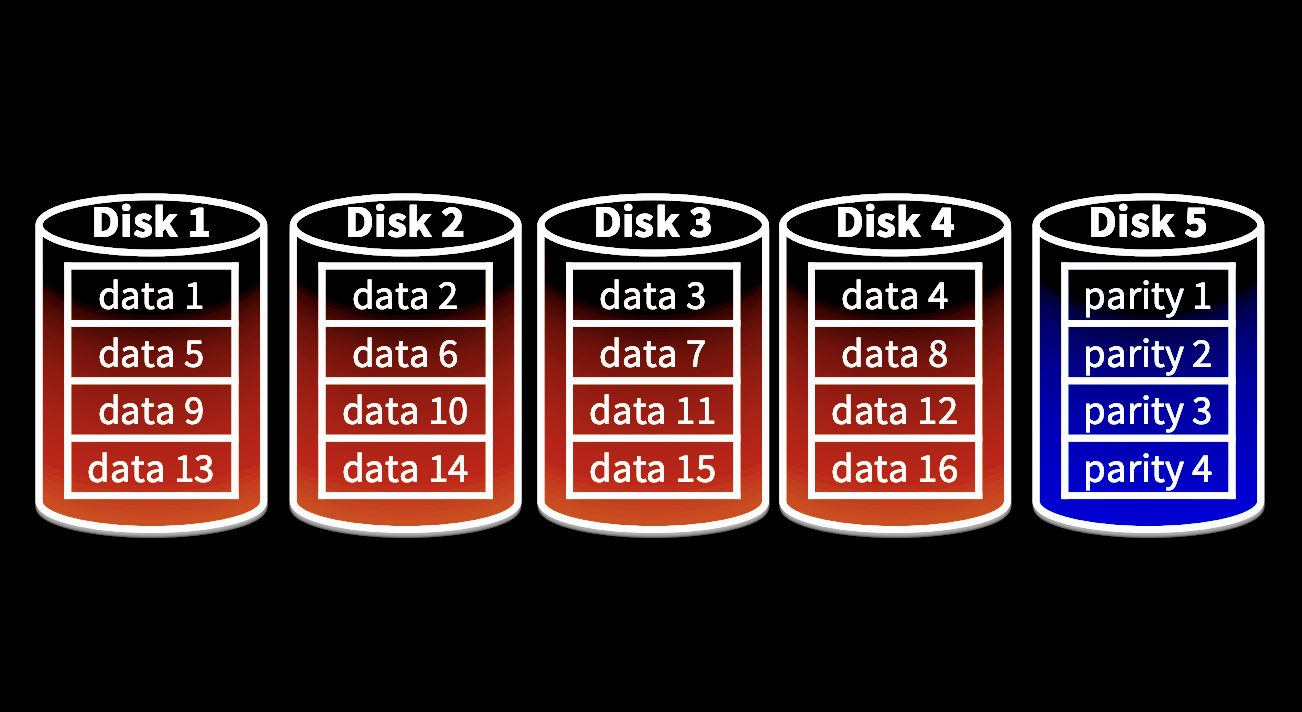 Disk 1 Disk 2 Disk 3 Disk 4 Disk 5
data 1 data 2 data 3 data 4 parity 1
data 5 data 6 data 7 data 8 parity 2
data 9 data 10 data 11 data 12 parity 3
data 13 data 14 data 15 data 16 parity 4